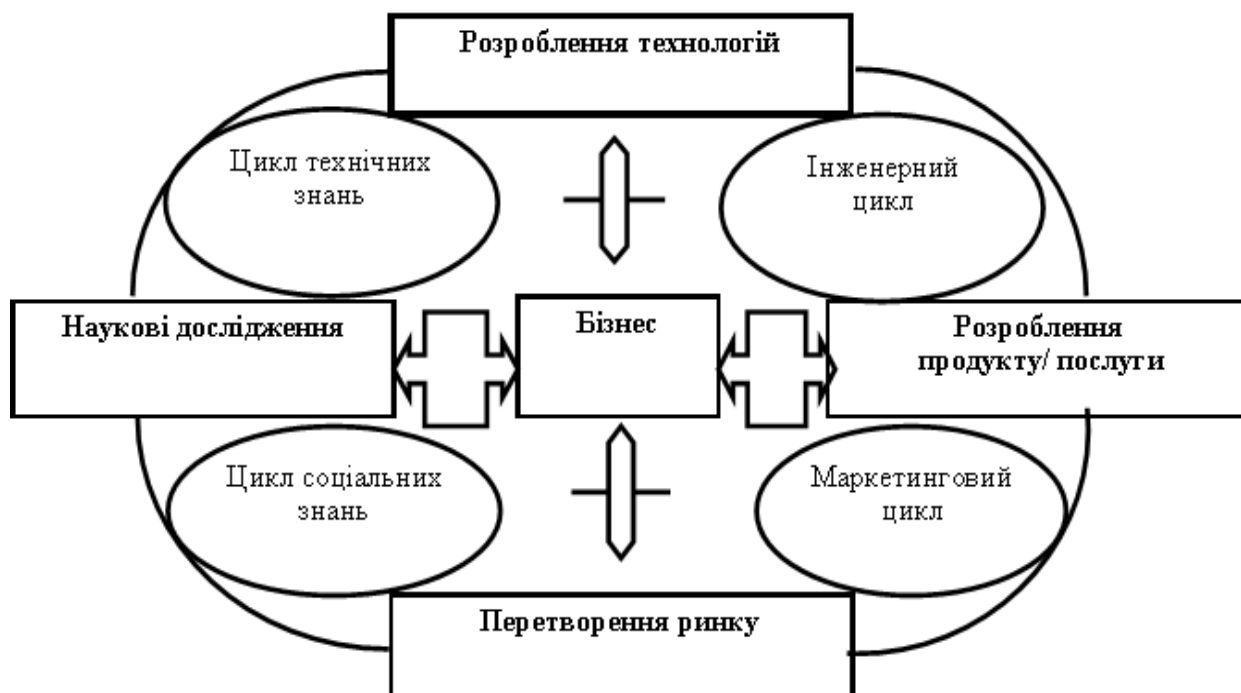 Розроблення технологій
Цикл технічних
знань
Інженерний
цикл
Наукові дослідження
Бізнес
Розроблення
продукту/ послуги
Цикл соціальних
знань
Маркетинговий
цикл
Перетворення ринку